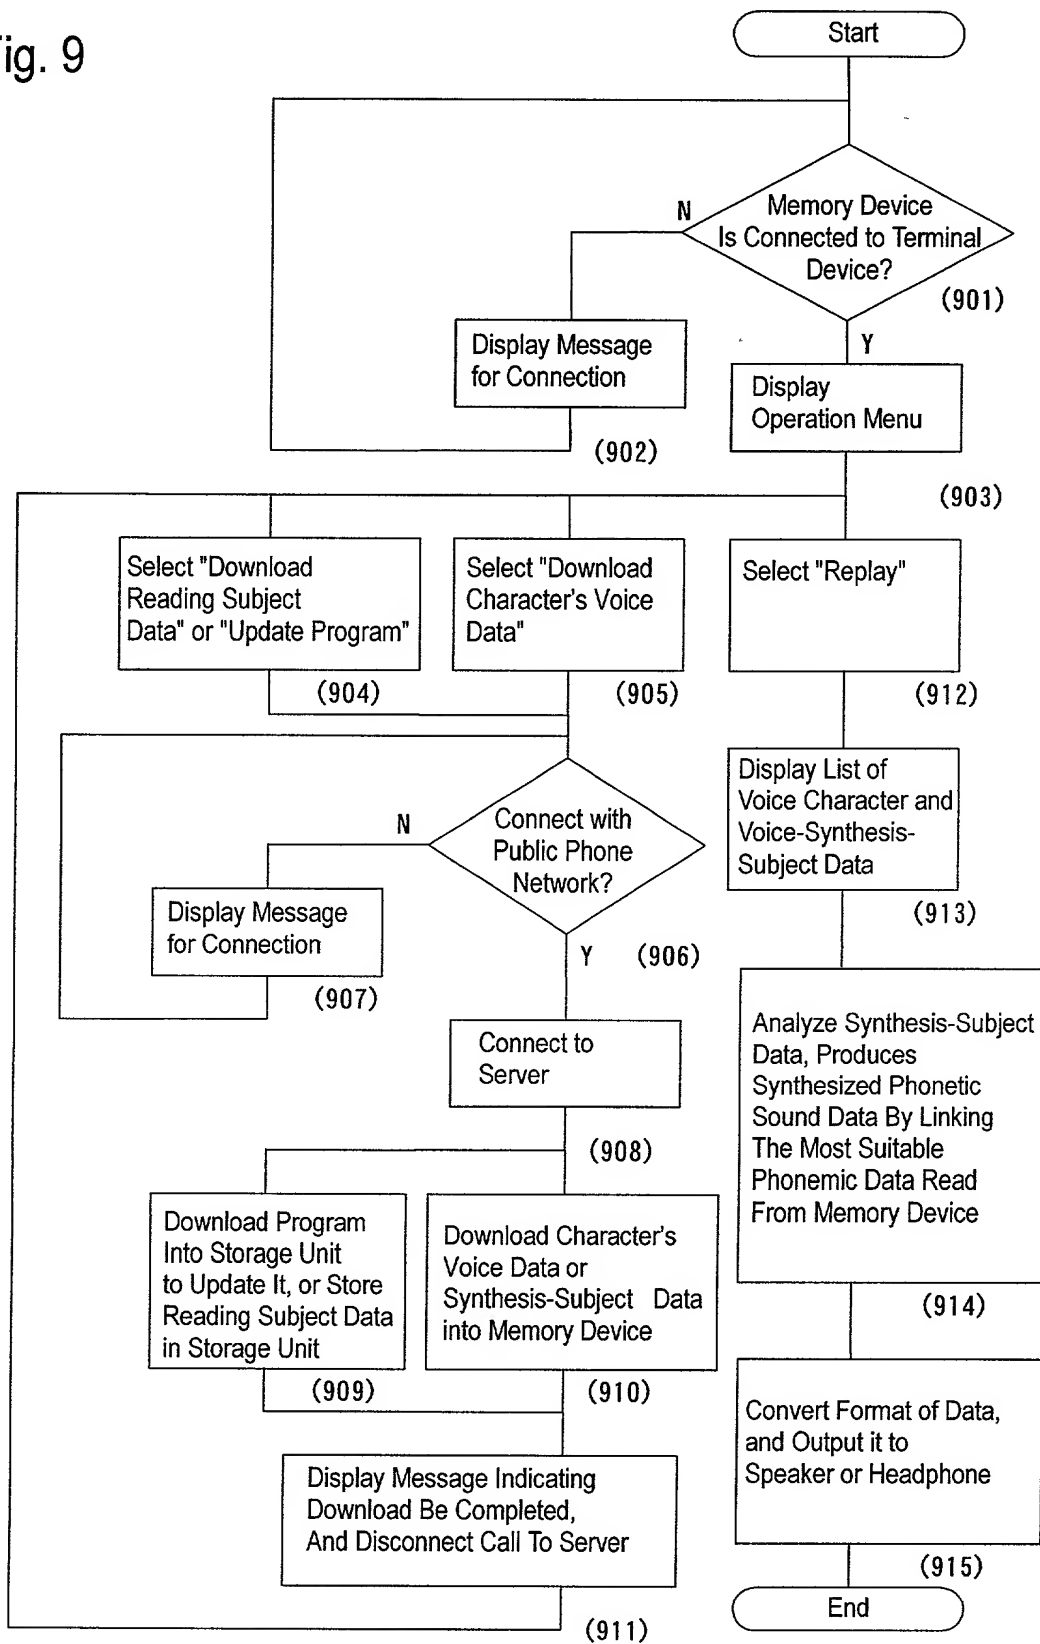 ig. 9
Start
Memory Device
Is Connected to Terminal
Device?
(901)
N
Y
Display Message
for Connection
(902)
Display
Operation Menu
(903)
Select "Download
Reading Subject
Data" or "Update Program"
(904)
Select "Download
Character's Voice
Data"
(905)
Select "Replay"
(912)
Connect with
Public Phone
Network?
N
Y
(906)
Display Message
for Connection
(907)
Display List of
Voice Character and
Voice-Synthesis-
Subject Data
(913)
Connect to
Server
(908)
Analyze Synthesis-Subject
Data, Produces
Synthesized Phonetic
Sound Data By Linking
The Most Suitable
Phonemic Data Read
From Memory Device
(914)
Download Program
Into Storage Unit
to Update It, or Store
Reading Subject Data
in Storage Unit
(909)
Download Character's
Voice Data or
Synthesis-Subject Data
into Memory Device
(910)
Convert Format of Data,
and Output it to
Speaker or Headphone
(915)
Display Message Indicating
Download Be Completed,
And Disconnect Call To Server
(911)
End